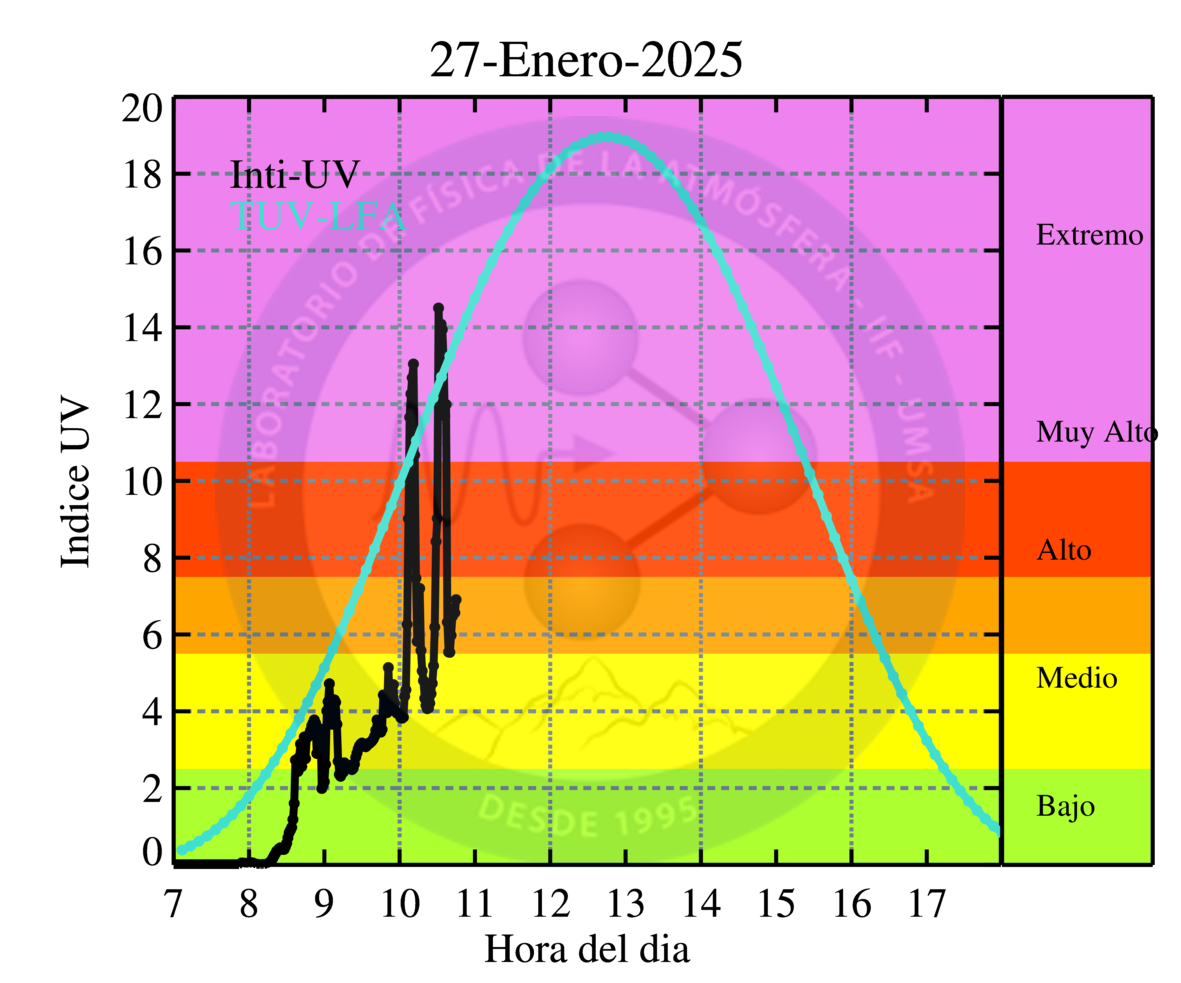 27-Enero-2025
20
18
16
14
12
10
8
6
4
2
0
Indice UV
Inti-UV
TUV-LFA
LABORATORIO DE FÍSICA DE LA ATMÓSFERA - IIF - UMSA
DESDE 1995
Extremo
Muy Alto
Alto
Medio
Bajo
7 8 9 10 11 12 13 14 15 16 17
Hora del dia